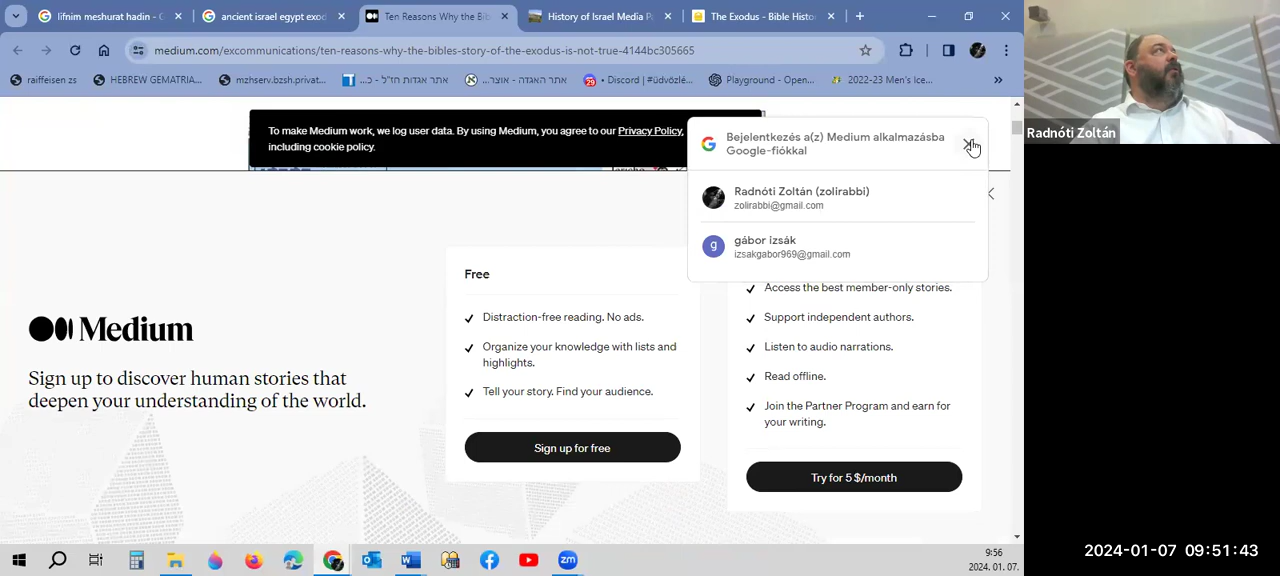 lifnim meshurat hadin - G
ancient israel egypt exod
Ten Reasons Why the Bib
History of Israel Media P
The Exodus - Bible Histo
medium.com/excommunications/ten-reasons-why-the-bibles-story-of-the-exodus-is-not-true-4144bc305665
raiffeisen zs
HEBREW GEMATRIA...
mzhserv.bzsh.privat...
אתר אגדות חז"ל - כ...
אתר האגדה - אוצר...
• Discord | #üdvözlé...
Playground - Open...
2022-23 Men's Ice...
To make Medium work, we log user data. By using Medium, you agree to our Privacy Policy,
including cookie policy.
Bejelentkezés a(z) Medium alkalmazásba
Google-fiókkal
Radnóti Zoltán (zolirabbi)
zolirabbi@gmail.com
g
gábor izsák
izsakgabor969@gmail.com
Medium
Sign up to discover human stories that
deepen your understanding of the world.
Free
Distraction-free reading. No ads.
Organize your knowledge with lists and
highlights.
Tell your story. Find your audience.
Sign up for free
Access the best member-only stories.
Support independent authors.
Listen to audio narrations.
Read offline.
Join the Partner Program and earn for
your writing.
Try for 5 $/month
zm
9:56
2024. 01. 07.
Radnóti Zoltán
2024-01-07 09:51:43